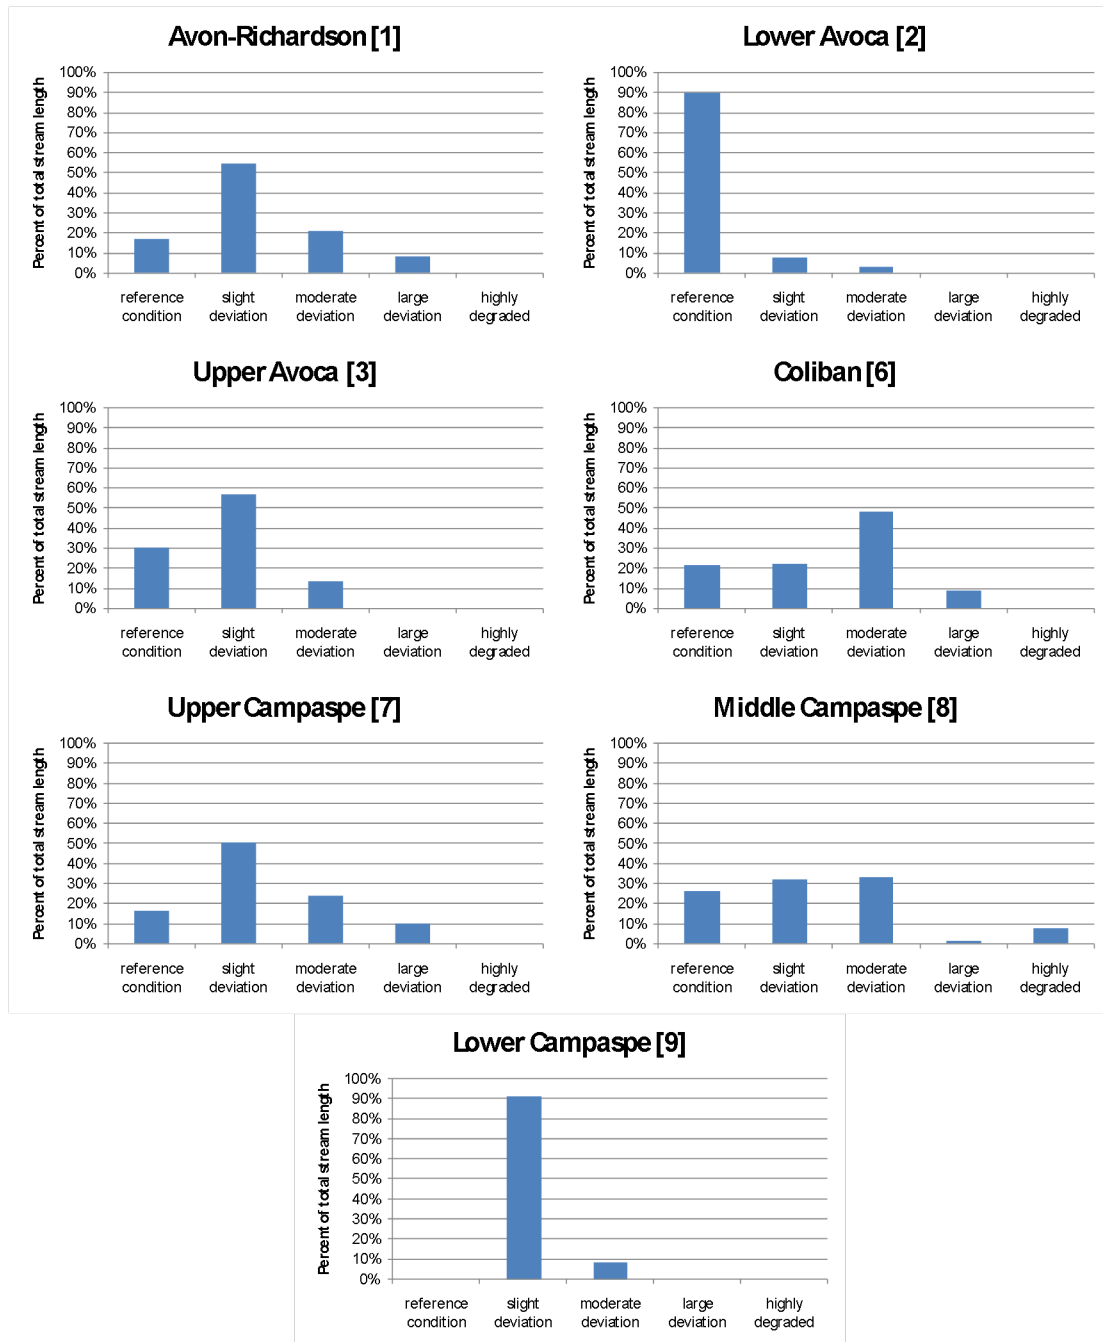 Avon-Richardson [1]
Percent of total stream length
100%
90%
80%
70%
60%
50%
40%
30%
20%
10%
0%
reference condition
slight deviation
moderate deviation
large deviation
highly degraded
Lower Avoca [2]
Percent of total stream length
100%
90%
80%
70%
60%
50%
40%
30%
20%
10%
0%
reference condition
slight deviation
moderate deviation
large deviation
highly degraded
Upper Avoca [3]
Percent of total stream length
100%
90%
80%
70%
60%
50%
40%
30%
20%
10%
0%
reference condition
slight deviation
moderate deviation
large deviation
highly degraded
Coliban [6]
Percent of total stream length
100%
90%
80%
70%
60%
50%
40%
30%
20%
10%
0%
reference condition
slight deviation
moderate deviation
large deviation
highly degraded
Upper Campaspe [7]
Percent of total stream length
100%
90%
80%
70%
60%
50%
40%
30%
20%
10%
0%
reference condition
slight deviation
moderate deviation
large deviation
highly degraded
Middle Campaspe [8]
Percent of total stream length
100%
90%
80%
70%
60%
50%
40%
30%
20%
10%
0%
reference condition
slight deviation
moderate deviation
large deviation
highly degraded
Lower Campaspe [9]
Percent of total stream length
100%
90%
80%
70%
60%
50%
40%
30%
20%
10%
0%
reference condition
slight deviation
moderate deviation
large deviation
highly degraded